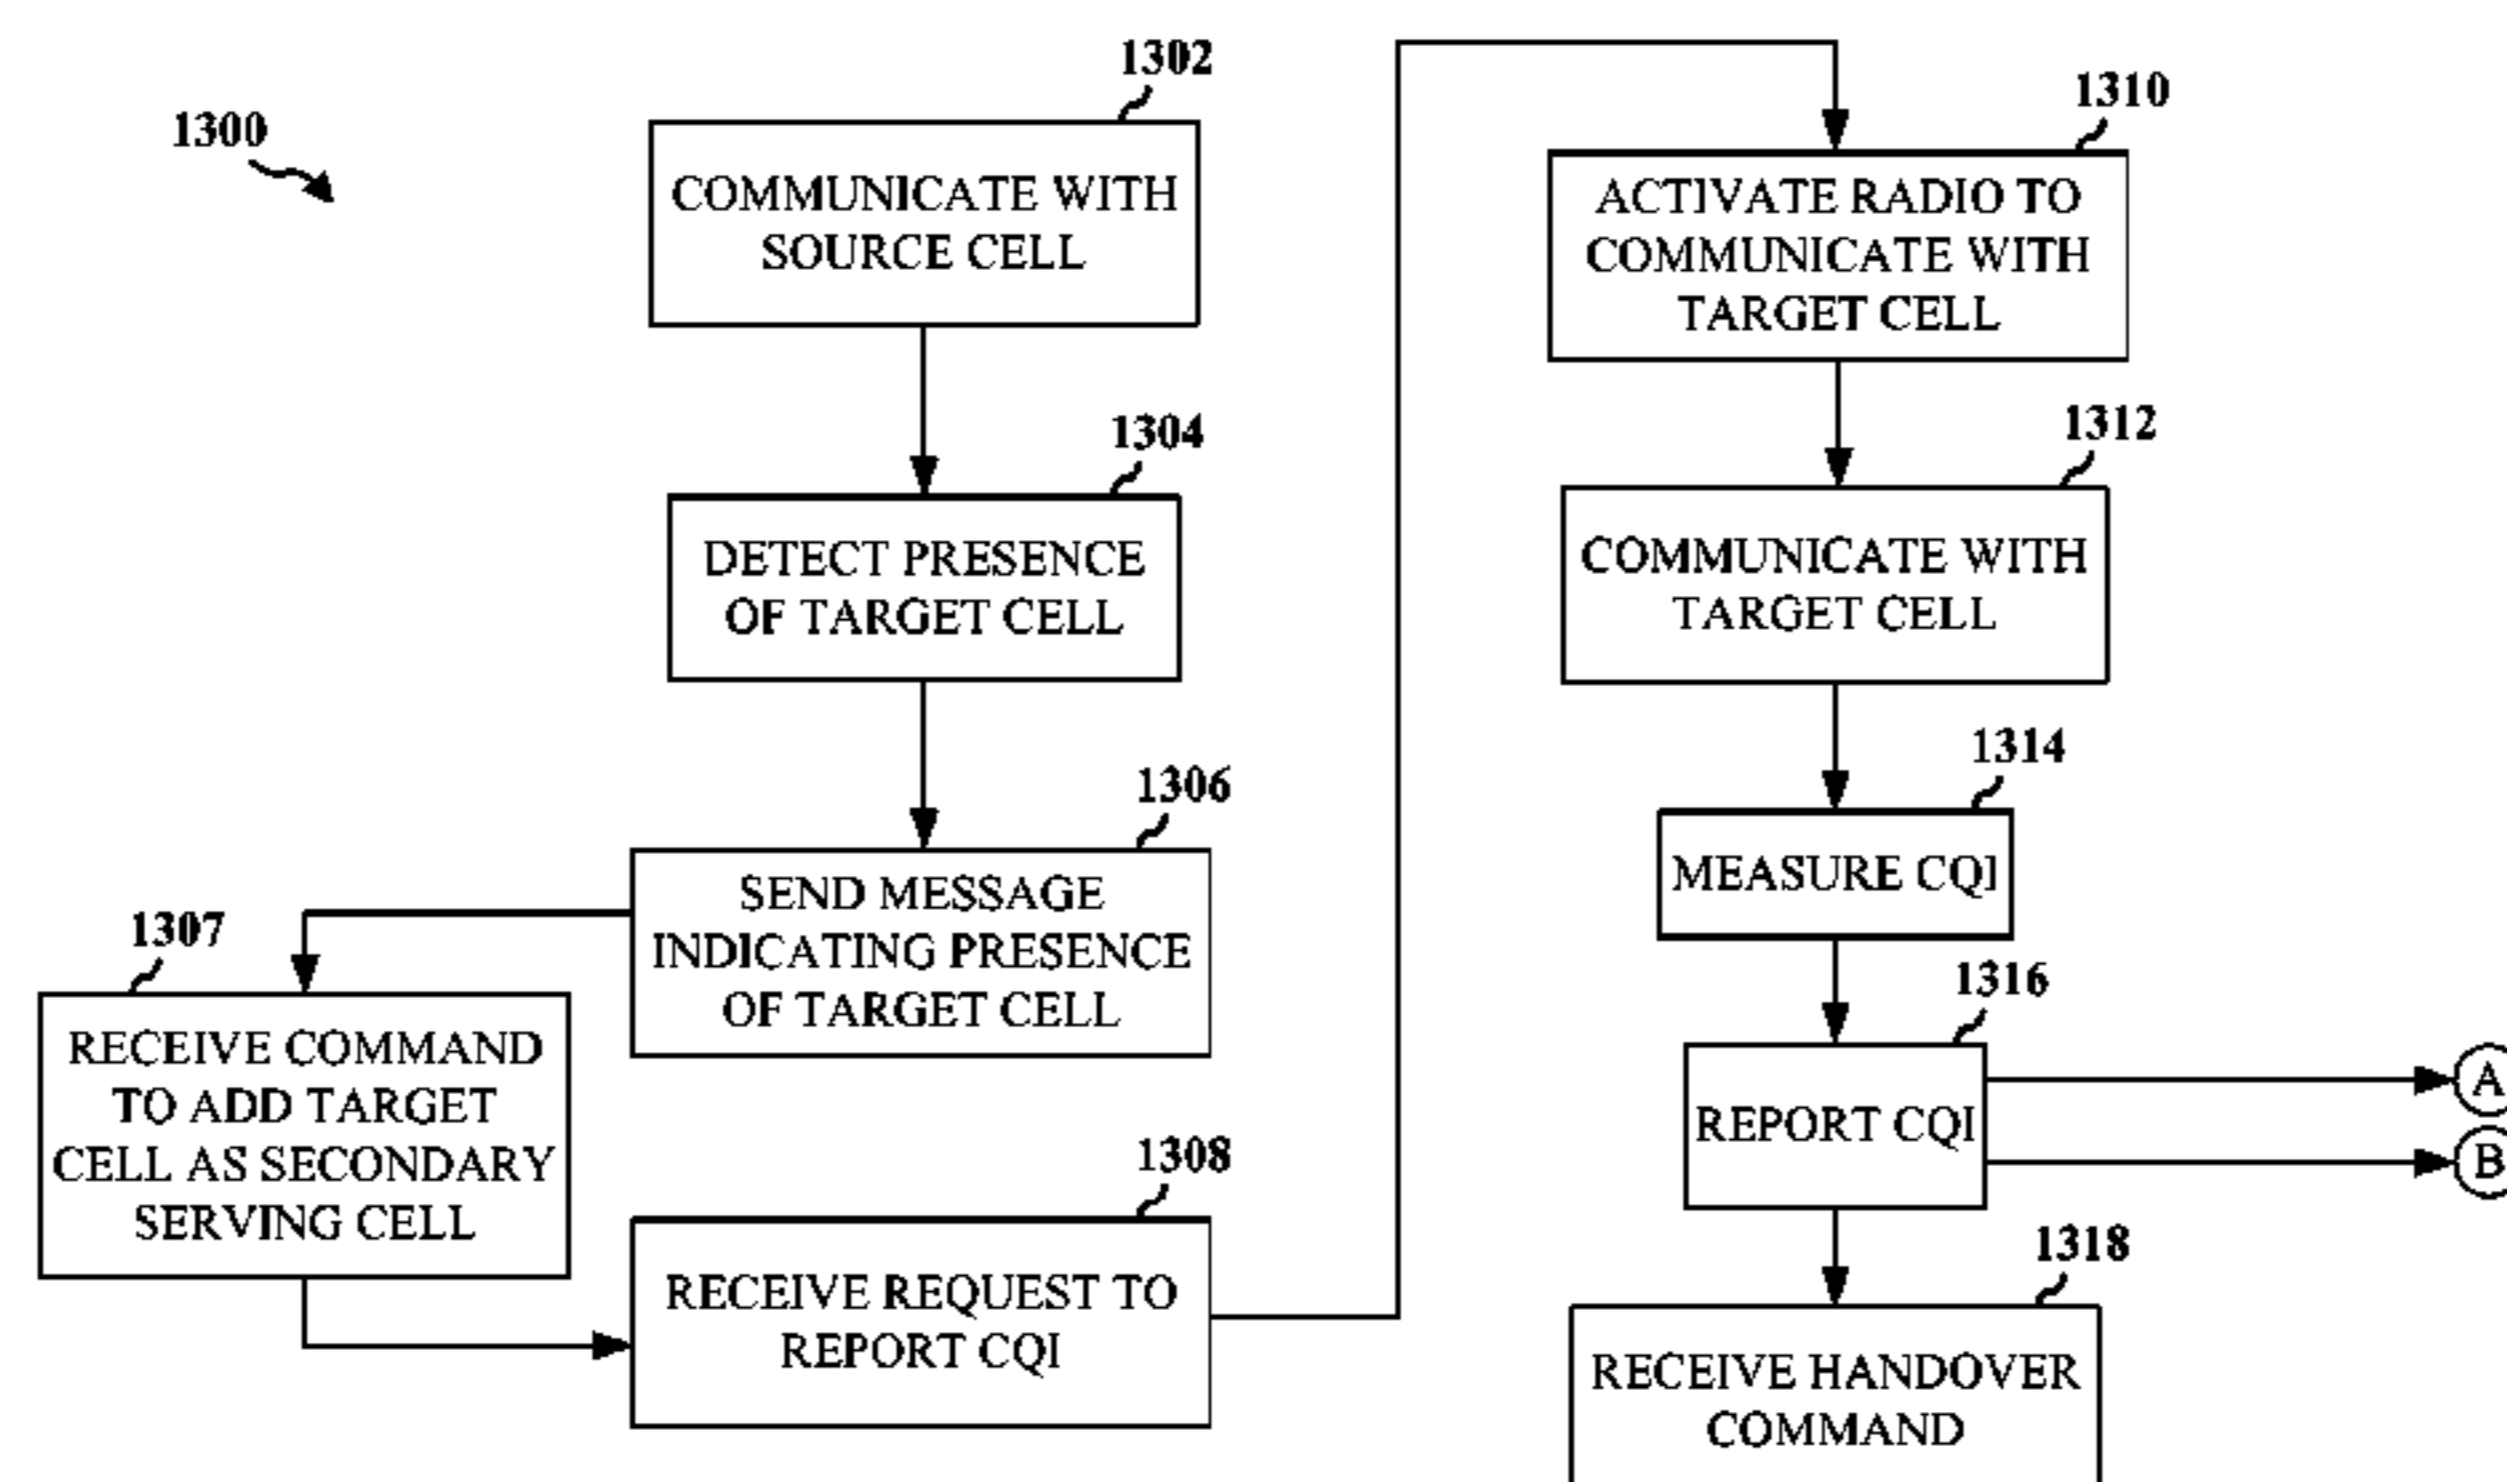 1300
1302
COMMUNICATE WITH
SOURCE CELL
1304
DETECT PRESENCE
OF TARGET CELL
1306
SEND MESSAGE
INDICATING PRESENCE
OF TARGET CELL
1307
RECEIVE COMMAND
TO ADD TARGET
CELL AS SECONDARY
SERVING CELL
1308
RECEIVE REQUEST TO
REPORT CQI
1310
ACTIVATE RADIO TO
COMMUNICATE WITH
TARGET CELL
1312
COMMUNICATE WITH
TARGET CELL
1314
MEASURE CQI
1316
REPORT CQI
A
B
1318
RECEIVE HANDOVER
COMMAND